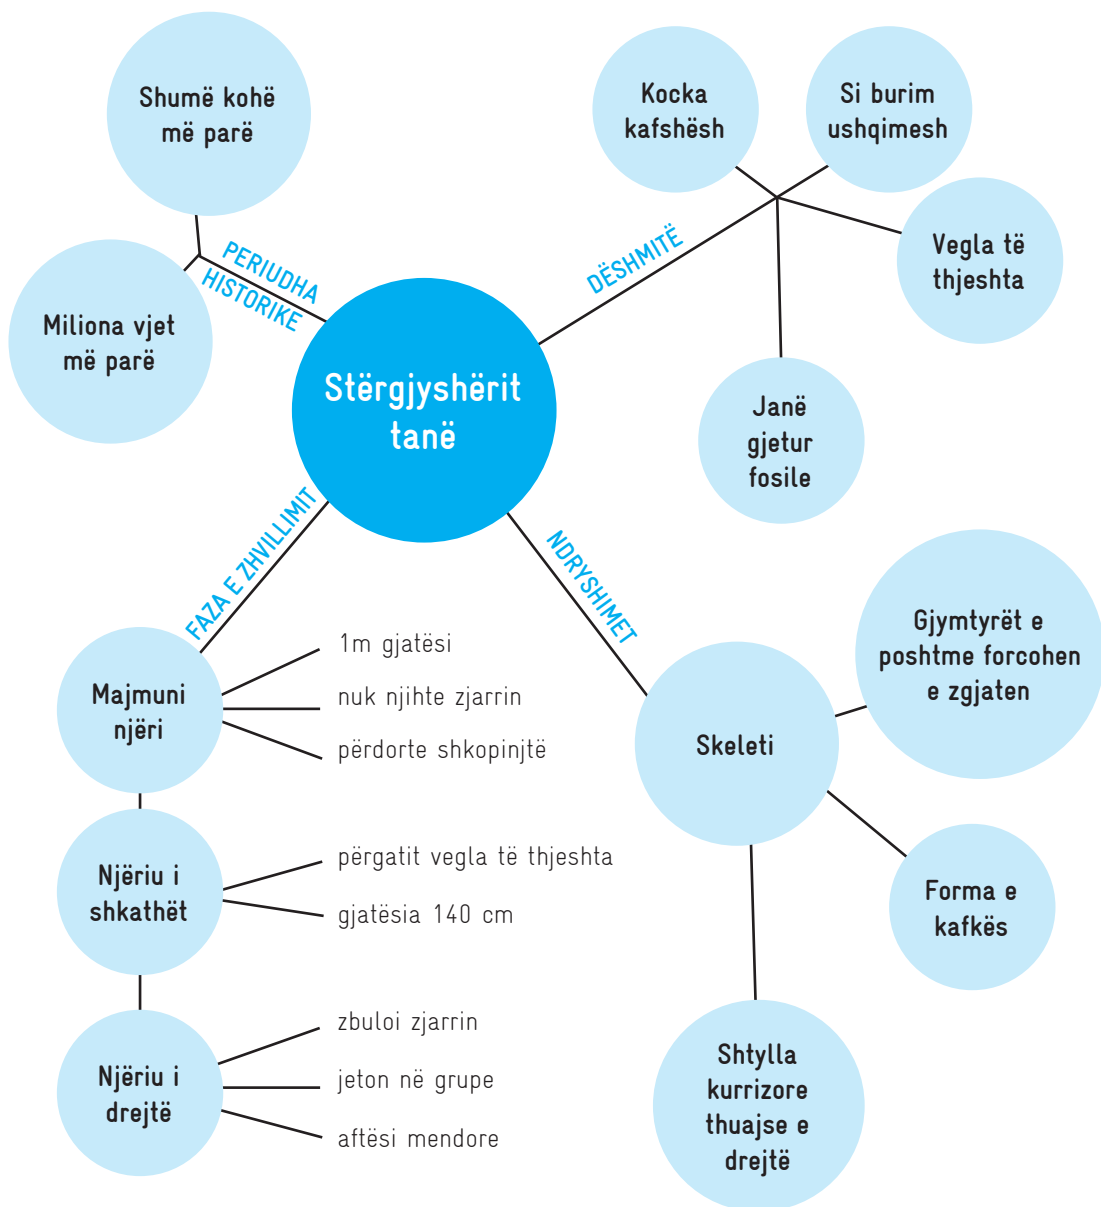 Shumë kohë
më parë
Miliona vjet
më parë
PERIUDHA
HISTORIKE
Stërgjyshërit
tanë
DËSHMITË
Kocka
kafshësh
Si burim
ushqimesh
Vegla të
thjeshta
Janë
gjetur
fosile
FAZA E ZHVILLIMIT
Majmuni
njëri
1m gjatësi
nuk njihte zjarrin
përdorte shkopinjtë
Njëriu i
shkathët
përgatit vegla të thjeshta
gjatësia 140 cm
Njëriu i
drejtë
zbuloi zjarrin
jeton në grupe
aftësi mendore
NDRYSHIMET
Skeleti
Gjymtyrët e
poshtme forcohen
e zgjaten
Forma e
kafkës
Shtylla
kurrizore
thuajse e
drejtë